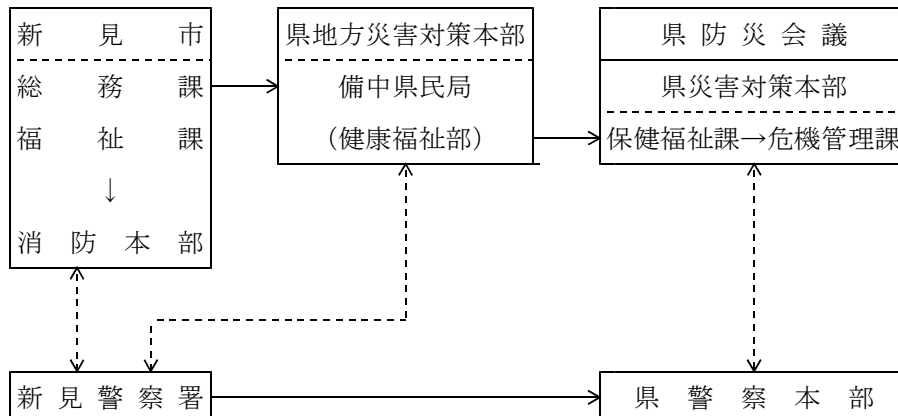 新見市
総務課
福祉課
↓
消防本部
県地方災害対策本部
備中県民局
（健康福祉部）
県防災会議
県災害対策本部
保健福祉課→危機管理課
新見警察署
県警察本部